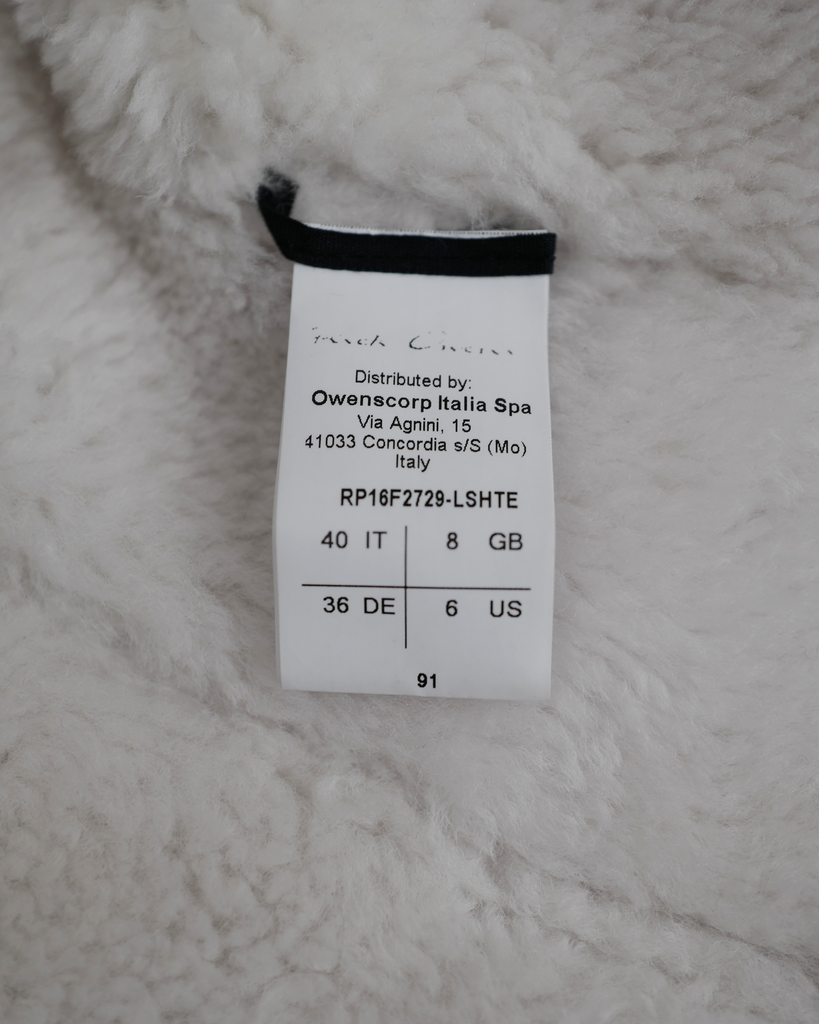 Distributed by:
Owenscorp Italia Spa
Via Agnini, 15
41033 Concordia s/S (Mo)
Italy
RP16F2729-LSHTE
40 IT 8 GB
36 DE 6 US
91